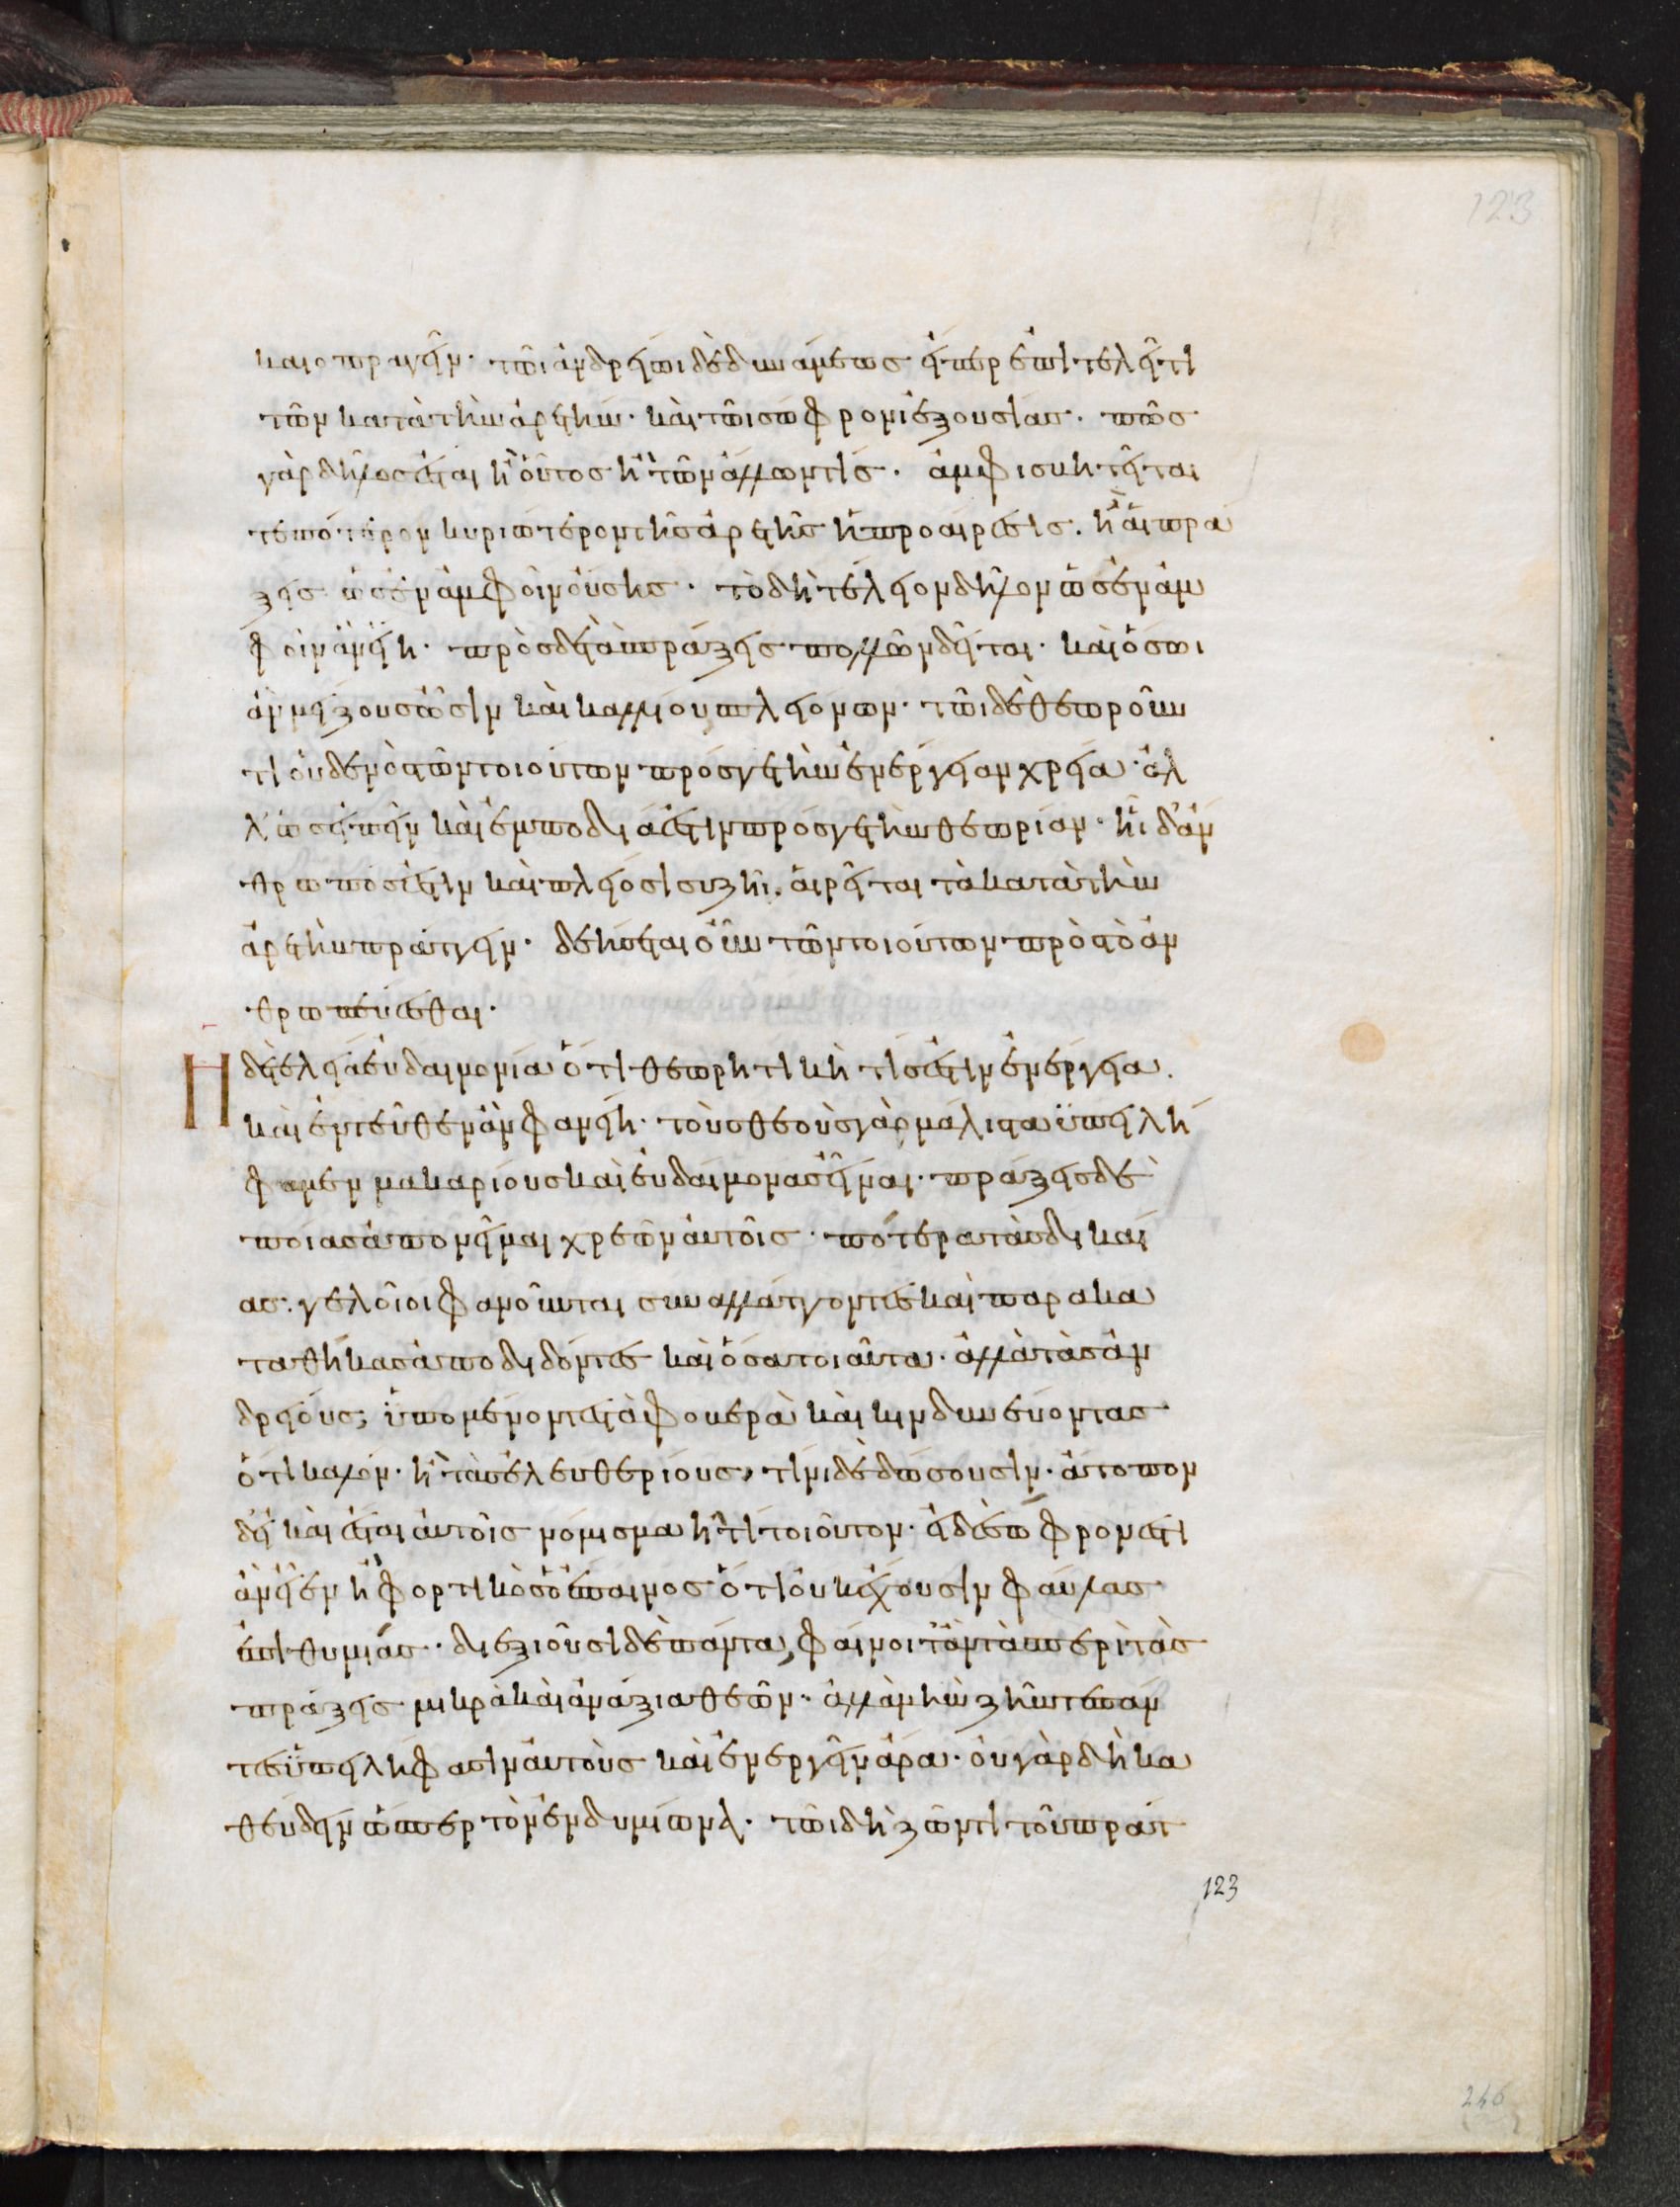 123
καιοπραγεῖν· τῶι ἀνδρείωι δὲ δυνάμεως εἴπερ ἐπιτελεῖ τι
τῶν κατὰ τὴν ἀρετήν· καὶ τῶι σώφρονι ἐξουσίας. πῶς
γὰρ δῆλος ἔσται ἢ οὗτος ἢ τῶν ἄλλων τίς. ἀμφισβητεῖται
τε πότερον κυριώτερον τῆς ἀρετῆς ἡ προαίρεσις. ἢ αἱ πρά
ξεις ὡς ἐν ἀμφοῖν οὔσης· τὸ δὴ τέλειον δῆλον ὡς ἐν ἀμ
φοῖν ἂν εἴη· πρὸς δὲ τὰς πράξεις πολλῶν δεῖται· καὶ ὅσωι
ἂν μείζους ὦσιν καὶ καλλίους πλειόνων· τῶι δὲ θεωροῦν
τι οὐδενὸς τῶν τοιούτων πρός γε τὴν ἐνέργειαν χρεία· ἀλ
λ' ὡς εἰπεῖν καὶ ἐμπόδιά ἐστιν πρός γε τὴν θεωρίαν· ἧι δ' ἄν
θρωπός ἐστιν καὶ πλείοσι συζῆι. αἱρεῖται τὰ κατὰ τὴν
ἀρετὴν πράττειν· δεήσεται οὖν τῶν τοιούτων πρὸς τὸ ἀν
θρωπεύεσθαι·
Η δὲ τελεία εὐδαιμονία ὅτι θεωρητική τίς ἐστιν ἐνέργεια.
καὶ ἐντεῦθεν ἂν φανείη· τοὺς θεοὺς γὰρ μάλιστα ὑπειλή
φαμεν μακαρίους καὶ εὐδαίμονας εἶναι· πράξεις δὲ
ποίας ἀπονεῖμαι χρεὼν αὐτοῖς· πότερα τὰς δικαί
ας. γελοῖοι φανοῦνται συναλλάττοντες καὶ παρακα
ταθήκας ἀποδιδόντες καὶ ὅσα τοιαῦτα· ἀλλὰ τὰς ἀν
δρείους; ὑπομένοντας τὰ φοβερὰ καὶ κινδυνεύοντας
ὅτι καλόν· ἢ τὰς ἐλευθερίους, τίνι δὲ δώσουσιν· ἄτοπον
δ' εἰ καὶ ἔσται αὐτοῖς νόμισμα ἤ τι τοιοῦτον· αἱ δὲ σώφρονες τί
ἂν εἶεν ἢ φορτικὸς ὁ ἔπαινος ὅτι οὐκ ἔχουσιν φαύλας
ἐπιθυμίας· διεξιοῦσι δὲ πάντα, φαίνοιτ' ἂν τὰ περὶ τὰς
πράξεις μικρὰ καὶ ἀνάξια θεῶν· ἀλλὰ μὴν ζῆν τε πάν
τες ὑπειλήφασιν αὐτοὺς καὶ ἐνεργεῖν ἄρα· οὐ γὰρ δὴ κα
θεύδειν ὥσπερ τὸν ἐνδυμίωνα. τῶι δὴ ζῶντι τοῦ πράτ
123
246